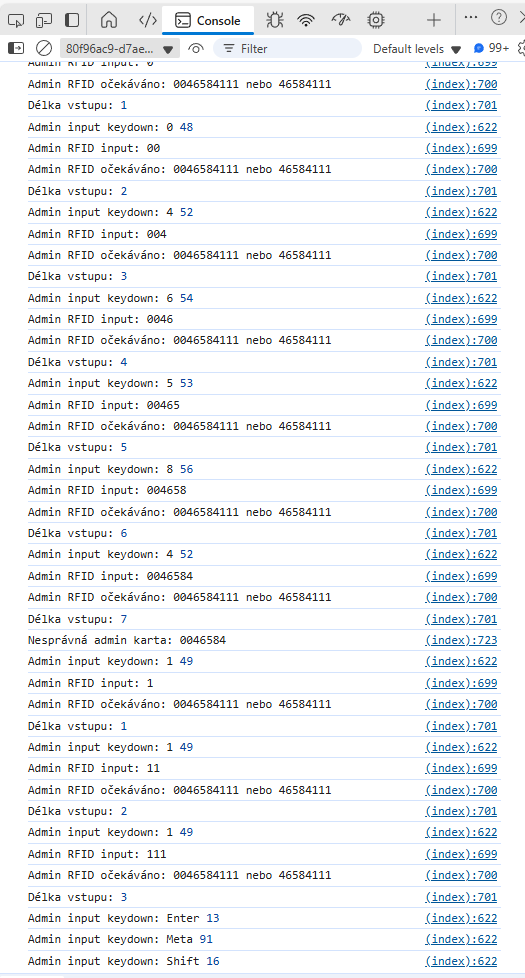 Console
80f96ac9-d7ae...
Filter
Default levels
99+
Admin RFID input: 0 (index):699
Admin RFID očekáváno: 0046584111 nebo 46584111 (index):700
Délka vstupu: 1 (index):701
Admin input keydown: 0 48 (index):622
Admin RFID input: 00 (index):699
Admin RFID očekáváno: 0046584111 nebo 46584111 (index):700
Délka vstupu: 2 (index):701
Admin input keydown: 4 52 (index):622
Admin RFID input: 004 (index):699
Admin RFID očekáváno: 0046584111 nebo 46584111 (index):700
Délka vstupu: 3 (index):701
Admin input keydown: 6 54 (index):622
Admin RFID input: 0046 (index):699
Admin RFID očekáváno: 0046584111 nebo 46584111 (index):700
Délka vstupu: 4 (index):701
Admin input keydown: 5 53 (index):622
Admin RFID input: 00465 (index):699
Admin RFID očekáváno: 0046584111 nebo 46584111 (index):700
Délka vstupu: 5 (index):701
Admin input keydown: 8 56 (index):622
Admin RFID input: 004658 (index):699
Admin RFID očekáváno: 0046584111 nebo 46584111 (index):700
Délka vstupu: 6 (index):701
Admin input keydown: 4 52 (index):622
Admin RFID input: 0046584 (index):699
Admin RFID očekáváno: 0046584111 nebo 46584111 (index):700
Délka vstupu: 7 (index):701
Nesprávná admin karta: 0046584 (index):723
Admin input keydown: 1 49 (index):622
Admin RFID input: 1 (index):699
Admin RFID očekáváno: 0046584111 nebo 46584111 (index):700
Délka vstupu: 1 (index):701
Admin input keydown: 1 49 (index):622
Admin RFID input: 11 (index):699
Admin RFID očekáváno: 0046584111 nebo 46584111 (index):700
Délka vstupu: 2 (index):701
Admin input keydown: 1 49 (index):622
Admin RFID input: 111 (index):699
Admin RFID očekáváno: 0046584111 nebo 46584111 (index):700
Délka vstupu: 3 (index):701
Admin input keydown: Enter 13 (index):622
Admin input keydown: Meta 91 (index):622
Admin input keydown: Shift 16 (index):622